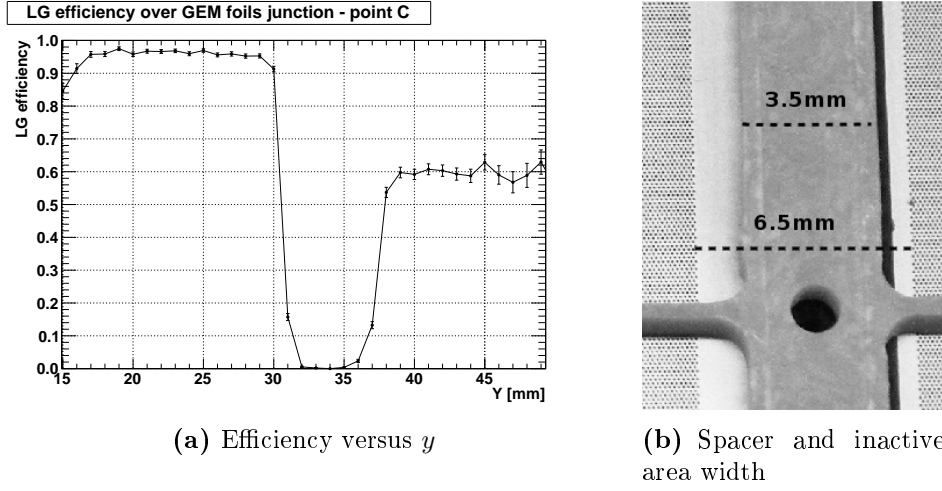 LG efficiency over GEM foils junction - point C
LG efficiency
1.0
0.9
0.8
0.7
0.6
0.5
0.4
0.3
0.2
0.1
0.0
15 20 25 30 35 40 45
Y [mm]
3.5mm
6.5mm
(a) Efficiency versus y
(b) Spacer and inactive
area width